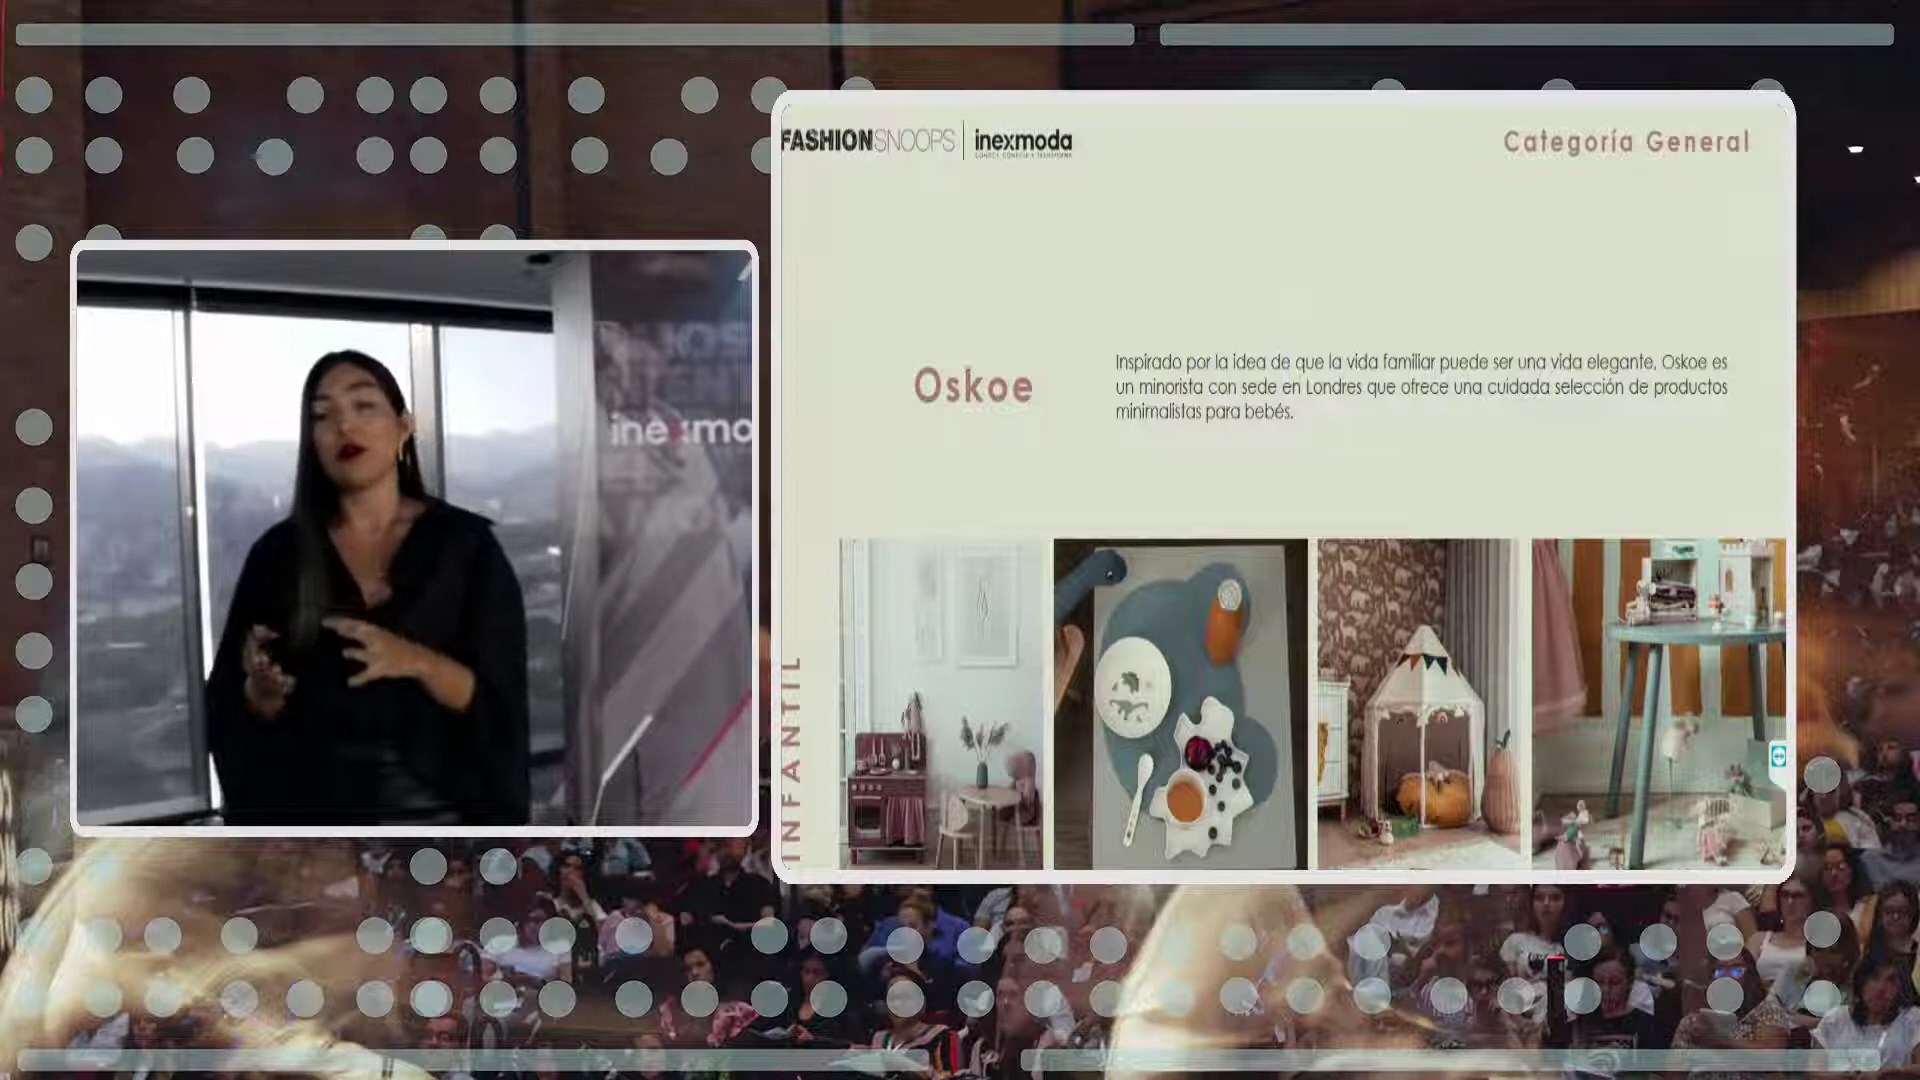 FASHIONSNOOPS
inexmoda
Categoría General
inexmo
Oskoe
Inspirado por la idea de que la vida familiar puede ser una vida elegante, Oskoe es
un minorista con sede en Londres que ofrece una cuidada selección de productos
minimalistas para bebés.
INFANTIL